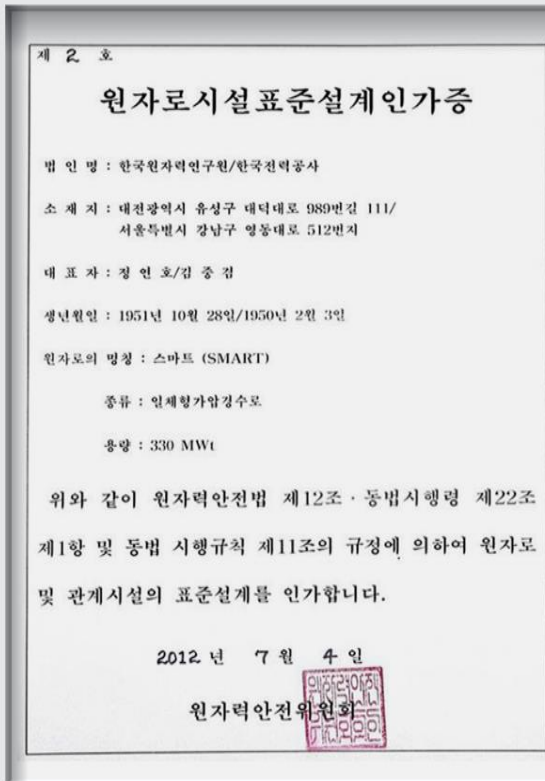 제 2 호
원자로시설표준설계인가증
법 인 명 : 한국원자력연구원/한국전력공사
소 재 지 : 대전광역시 유성구 대덕대로 989번길 111/
서울특별시 강남구 영동대로 512번지
대 표 자 : 정 연 호/김 중 겸
생년월일 : 1951년 10월 28일/1950년 2월 3일
원자로의 명칭 : 스마트 (SMART)
종류 : 일체형가압경수로
용량 : 330 MWt
위와 같이 원자력안전법 제12조 · 동법시행령 제22조
제1항 및 동법 시행규칙 제11조의 규정에 의하여 원자로
및 관계시설의 표준설계를 인가합니다.
2012 년 7 월 4 일
원자력안전위원회